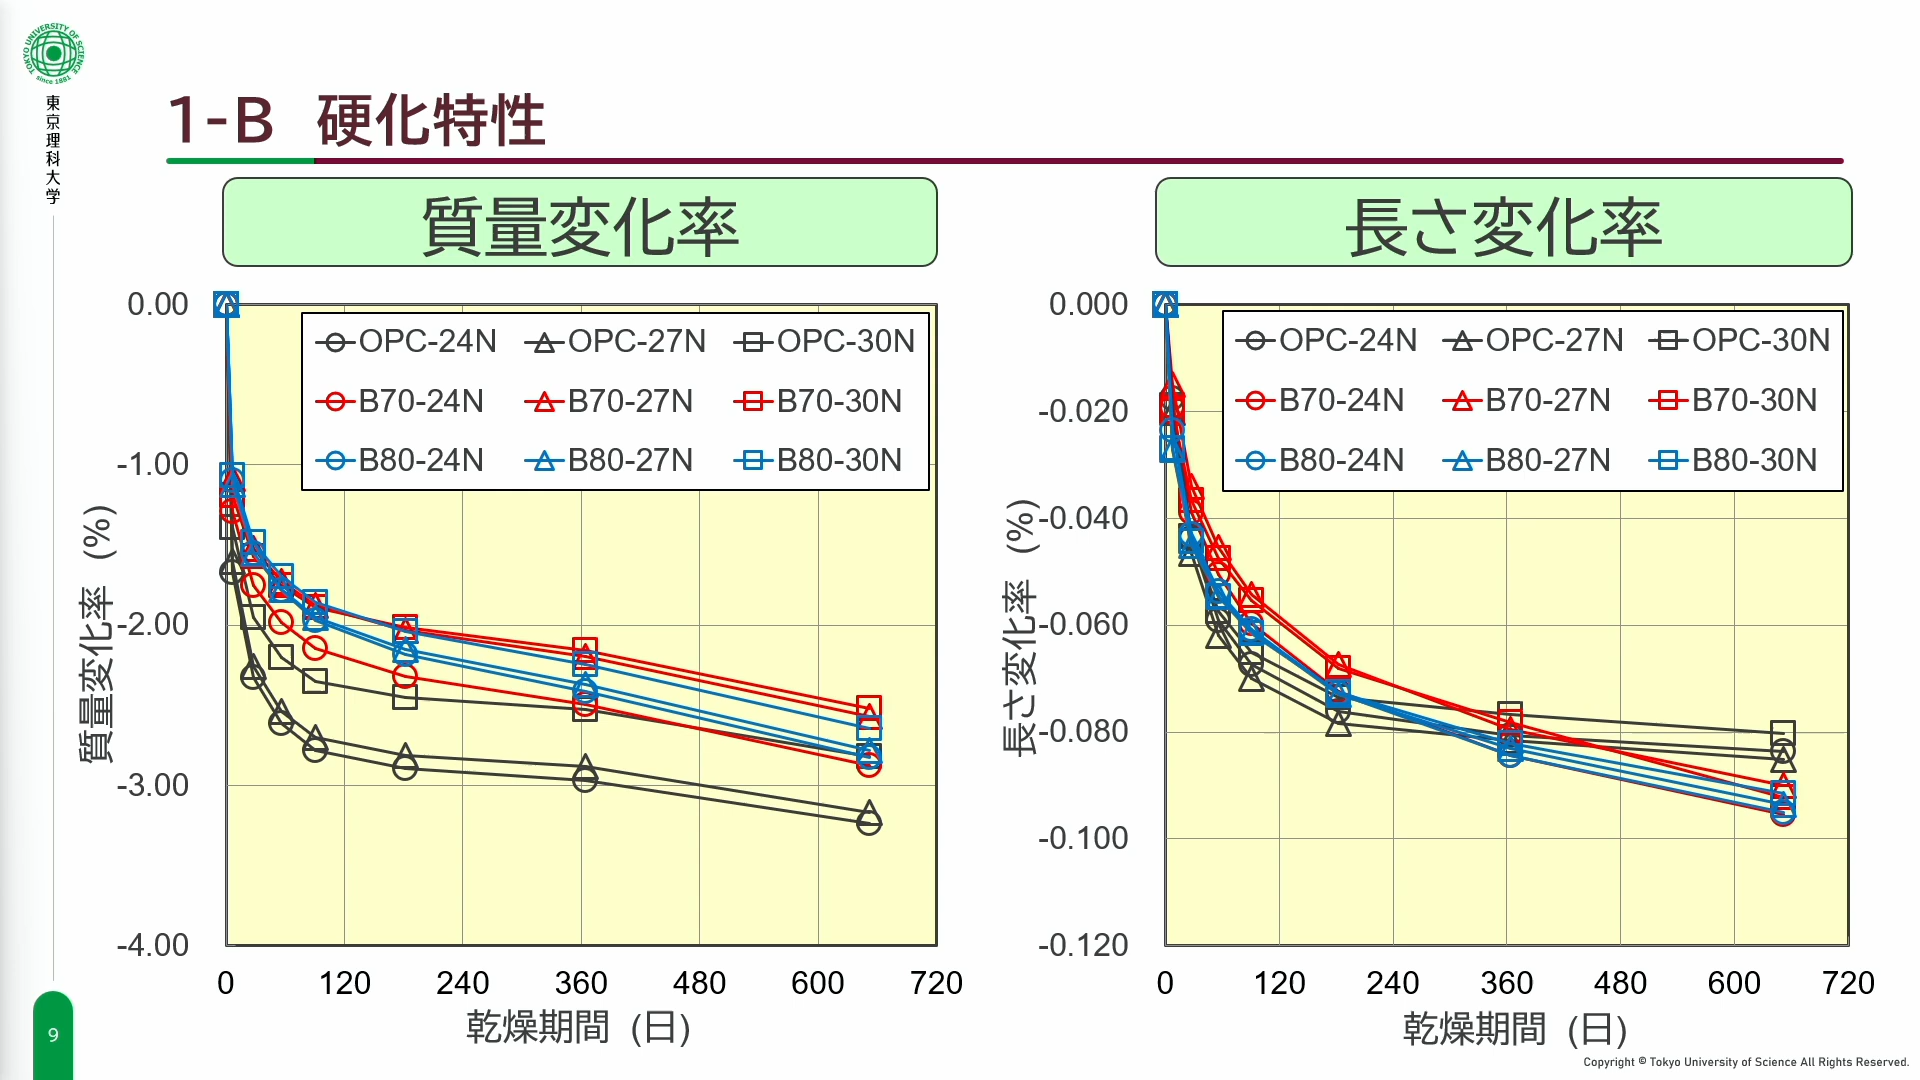 TOKYO UNIVERSITY OF SCIENCE
since 1881
東京理科大学
1-B 硬化特性
質量変化率
質量変化率 (%)
0.00
-1.00
-2.00
-3.00
-4.00
OPC-24N OPC-27N OPC-30N
B70-24N B70-27N B70-30N
B80-24N B80-27N B80-30N
0 120 240 360 480 600 720
乾燥期間 (日)
長さ変化率
長さ変化率 (%)
0.000
-0.020
-0.040
-0.060
-0.080
-0.100
-0.120
OPC-24N OPC-27N OPC-30N
B70-24N B70-27N B70-30N
B80-24N B80-27N B80-30N
0 120 240 360 480 600 720
乾燥期間 (日)
9
Copyright © Tokyo University of Science All Rights Reserved.